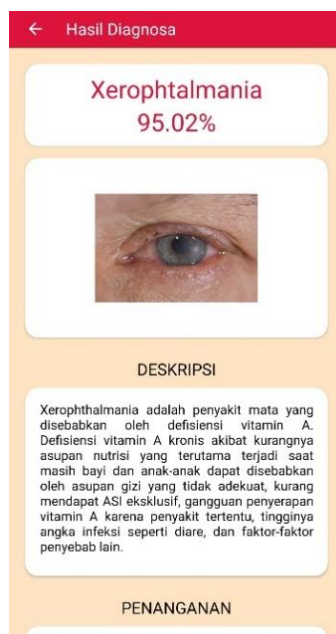 Hasil Diagnosa
Xerophtalmania
95.02%
DESKRIPSI
Xerophthalmania adalah penyakit mata yang
disebabkan oleh defisiensi vitamin A.
Defisiensi vitamin A kronis akibat kurangnya
asupan nutrisi yang terutama terjadi saat
masih bayi dan anak-anak dapat disebabkan
oleh asupan gizi yang tidak adekuat, kurang
mendapat ASI eksklusif, gangguan penyerapan
vitamin A karena penyakit tertentu, tingginya
angka infeksi seperti diare, dan faktor-faktor
penyebab lain.
PENANGANAN